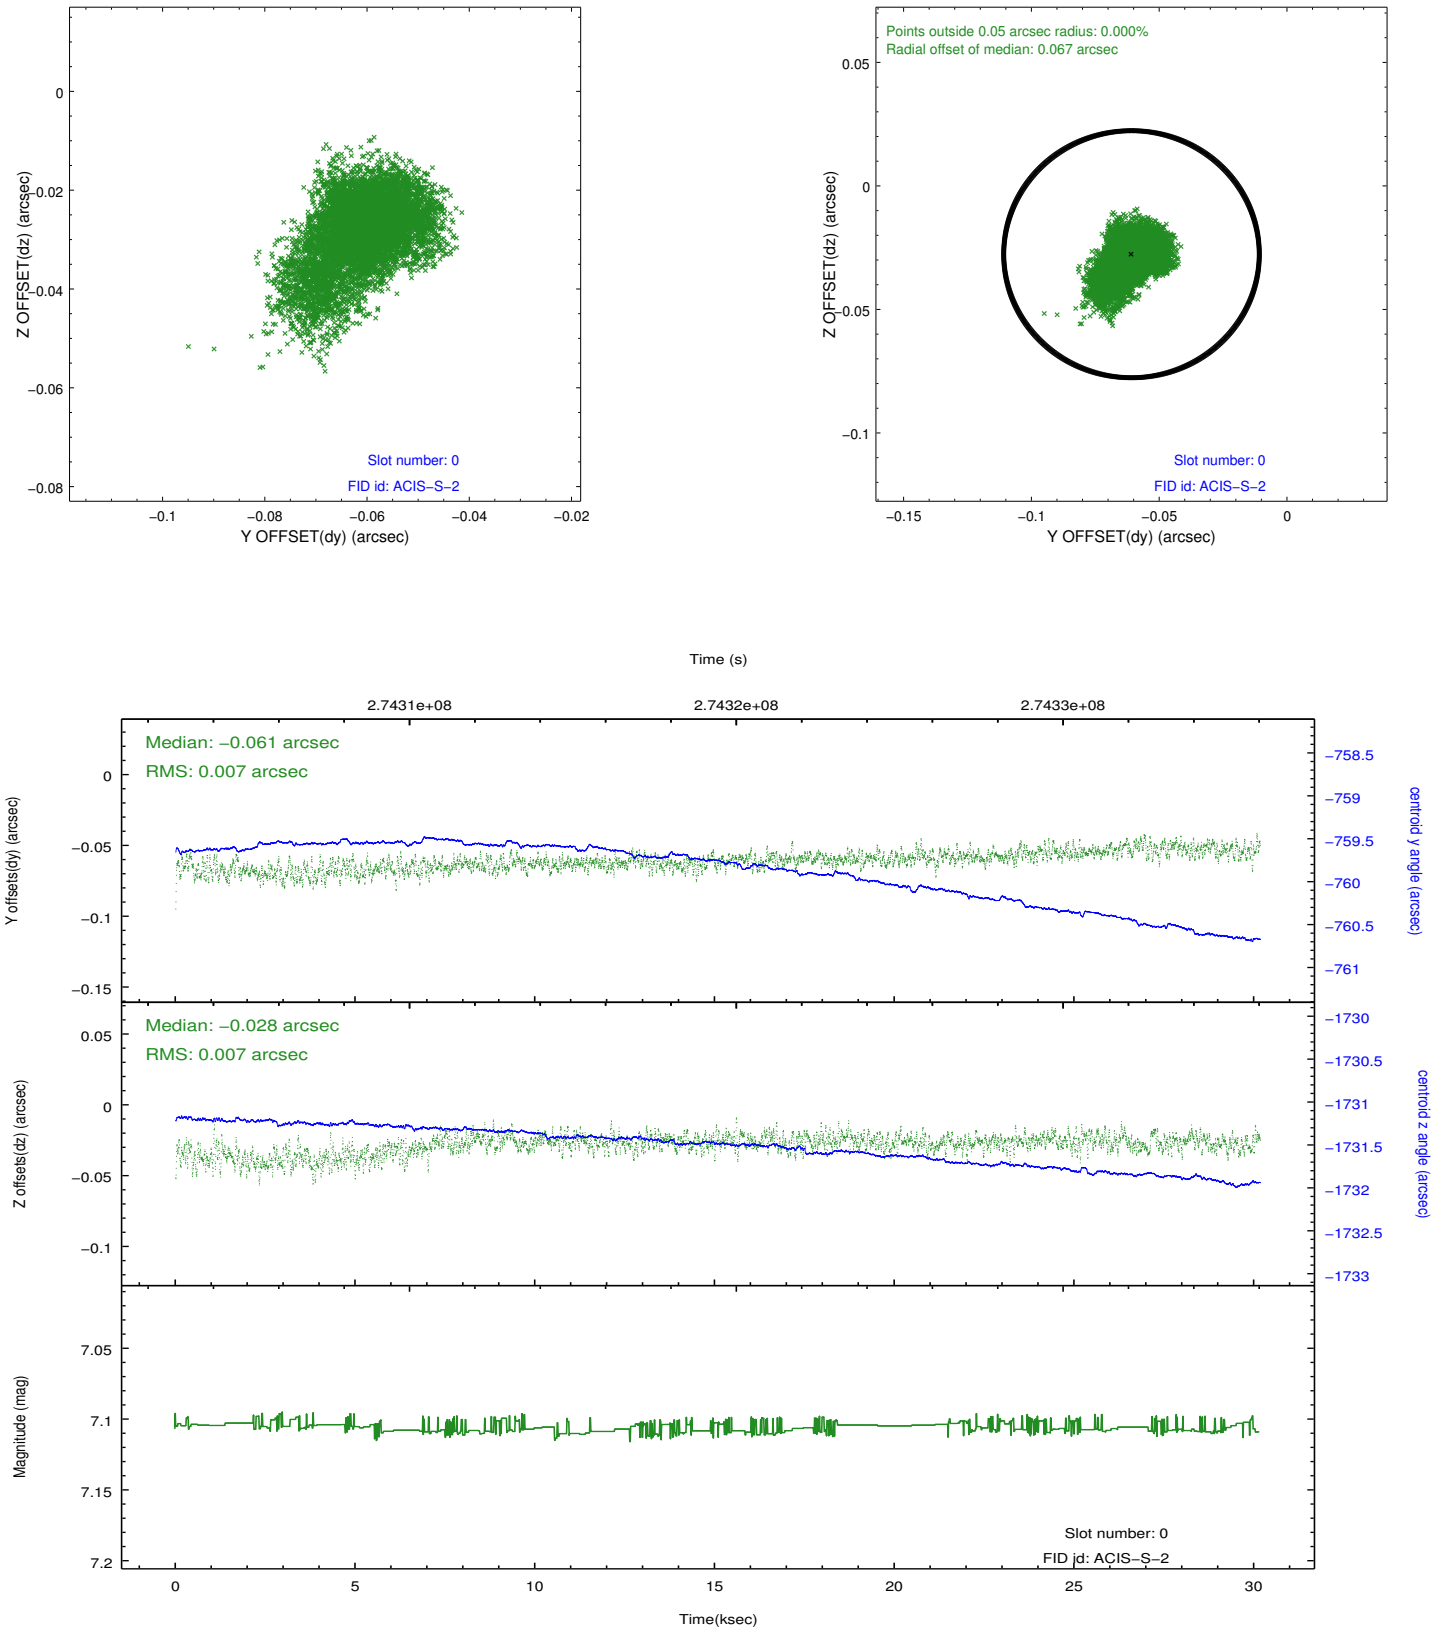 0
−0.02
−0.04
−0.06
−0.08
Z OFFSET(dz) (arcsec)
Slot number: 0
FID id: ACIS−S−2
−0.1
−0.08
−0.06
−0.04
−0.02
Y OFFSET(dy) (arcsec)
Points outside 0.05 arcsec radius: 0.000%
Radial offset of median: 0.067 arcsec
0.05
0
−0.05
−0.1
Z OFFSET(dz) (arcsec)
Slot number: 0
FID id: ACIS−S−2
−0.15
−0.1
−0.05
0
Y OFFSET(dy) (arcsec)
Time (s)
2.7431e+08
2.7432e+08
2.7433e+08
Median: −0.061 arcsec
RMS: 0.007 arcsec
0
−0.05
−0.1
−0.15
Y offsets(dy) (arcsec)
−758.5
−759
−759.5
−760
−760.5
−761
centroid y angle (arcsec)
Median: −0.028 arcsec
RMS: 0.007 arcsec
0.05
0
−0.05
−0.1
Z offsets(dz) (arcsec)
−1730
−1730.5
−1731
−1731.5
−1732
−1732.5
−1733
centroid z angle (arcsec)
7.05
7.1
7.15
7.2
Magnitude (mag)
Slot number: 0
FID id: ACIS−S−2
0
5
10
15
20
25
30
Time(ksec)